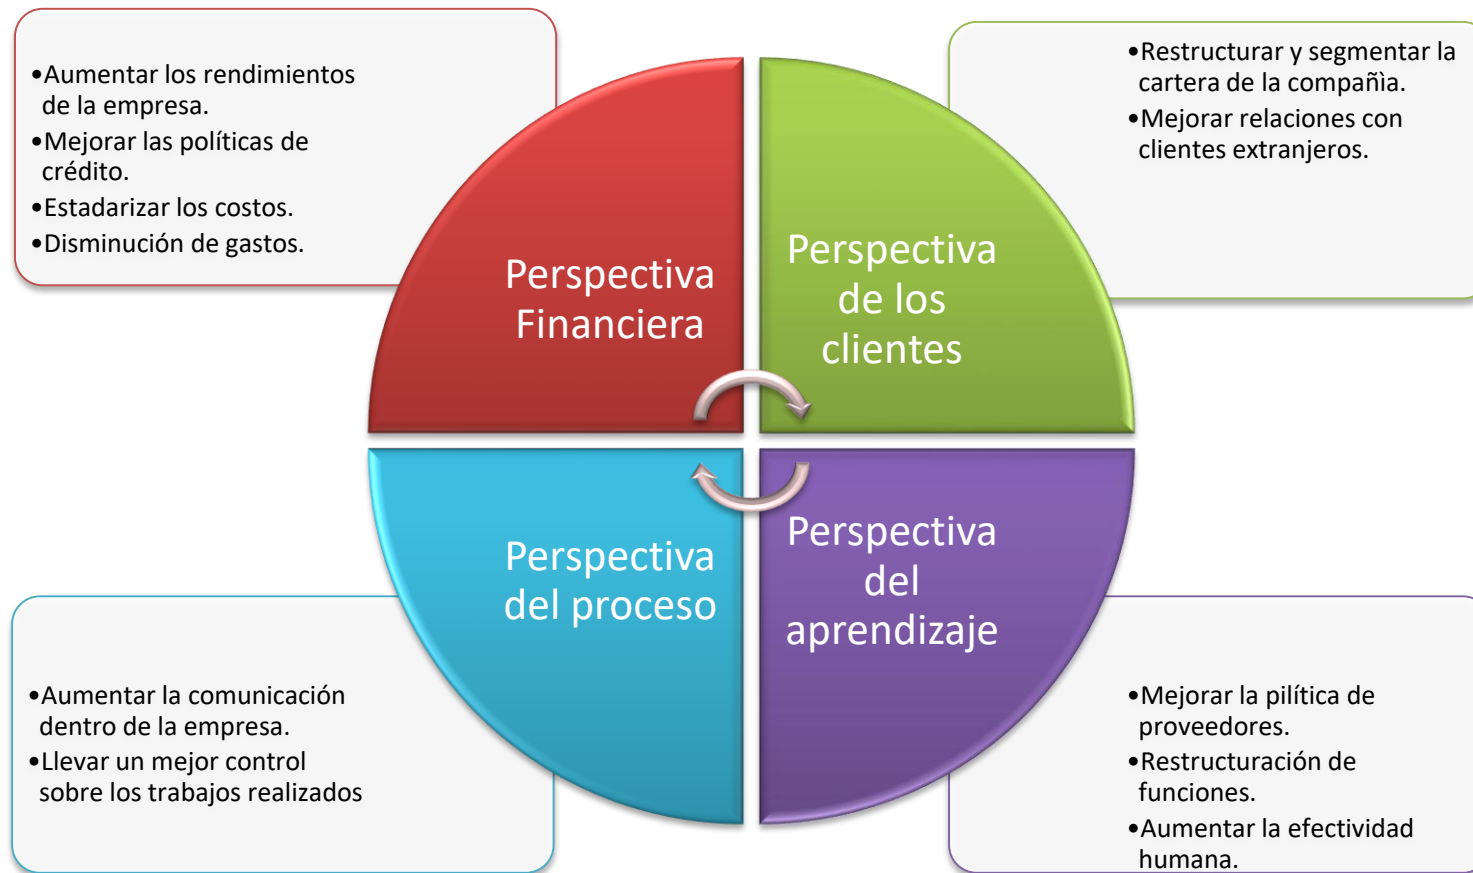 •Aumentar los rendimientos
de la empresa.
•Mejorar las políticas de
crédito.
•Estadarizar los costos.
•Disminución de gastos.
•Restructurar y segmentar la
cartera de la compañìa.
•Mejorar relaciones con
clientes extranjeros.
Perspectiva
Financiera
Perspectiva
de los
clientes
Perspectiva
del proceso
Perspectiva
del
aprendizaje
•Aumentar la comunicación
dentro de la empresa.
•Llevar un mejor control
sobre los trabajos realizados
•Mejorar la pilítica de
proveedores.
•Restructuración de
funciones.
•Aumentar la efectividad
humana.